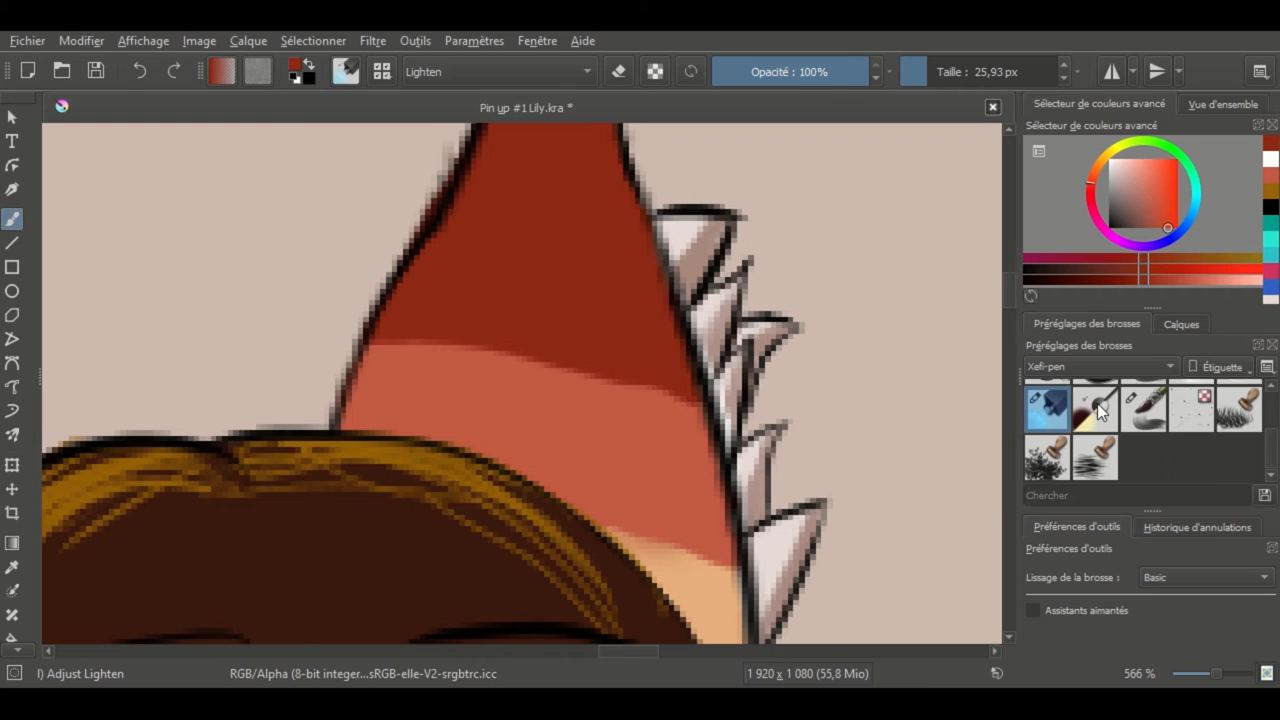 Fichier Modifier Affichage Image Calque Sélectionner Filtre Outils Paramètres Fenêtre Aide
Lighten Opacité : 100% Taille : 25,93 px
Pin up #1 Lily.kra *
Sélecteur de couleurs avancé Vue d'ensemble
Sélecteur de couleurs avancé
Préréglages des brosses Calques
Préréglages des brosses
Xefi-pen Étiquette
Chercher
Préférences d'outils Historique d'annulations
Préférences d'outils
Lissage de la brosse : Basic
Assistants aimantés
I) Adjust Lighten RGB/Alpha (8-bit integer...sRGB-elle-V2-srgbtrc.icc 1 920 x 1 080 (55,8 Mio) 566 %